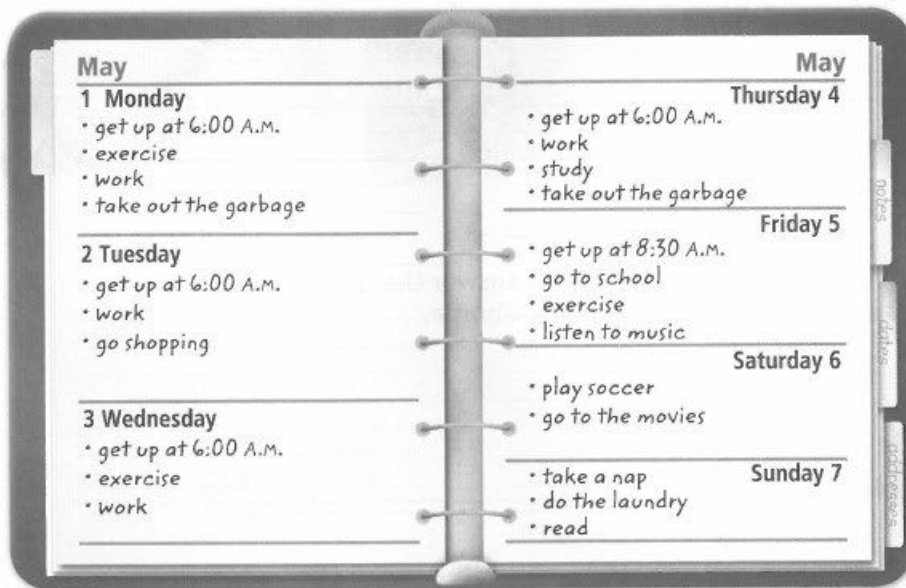 May
1 Monday
• get up at 6:00 A.M.
• exercise
• work
• take out the garbage
2 Tuesday
• get up at 6:00 A.M.
• work
• go shopping
3 Wednesday
• get up at 6:00 A.M.
• exercise
• work
May
Thursday 4
• get up at 6:00 A.M.
• work
• study
• take out the garbage
Friday 5
• get up at 8:30 A.M.
• go to school
• exercise
• listen to music
Saturday 6
• play soccer
• go to the movies
Sunday 7
• take a nap
• do the laundry
• read
notes
dates
addresses